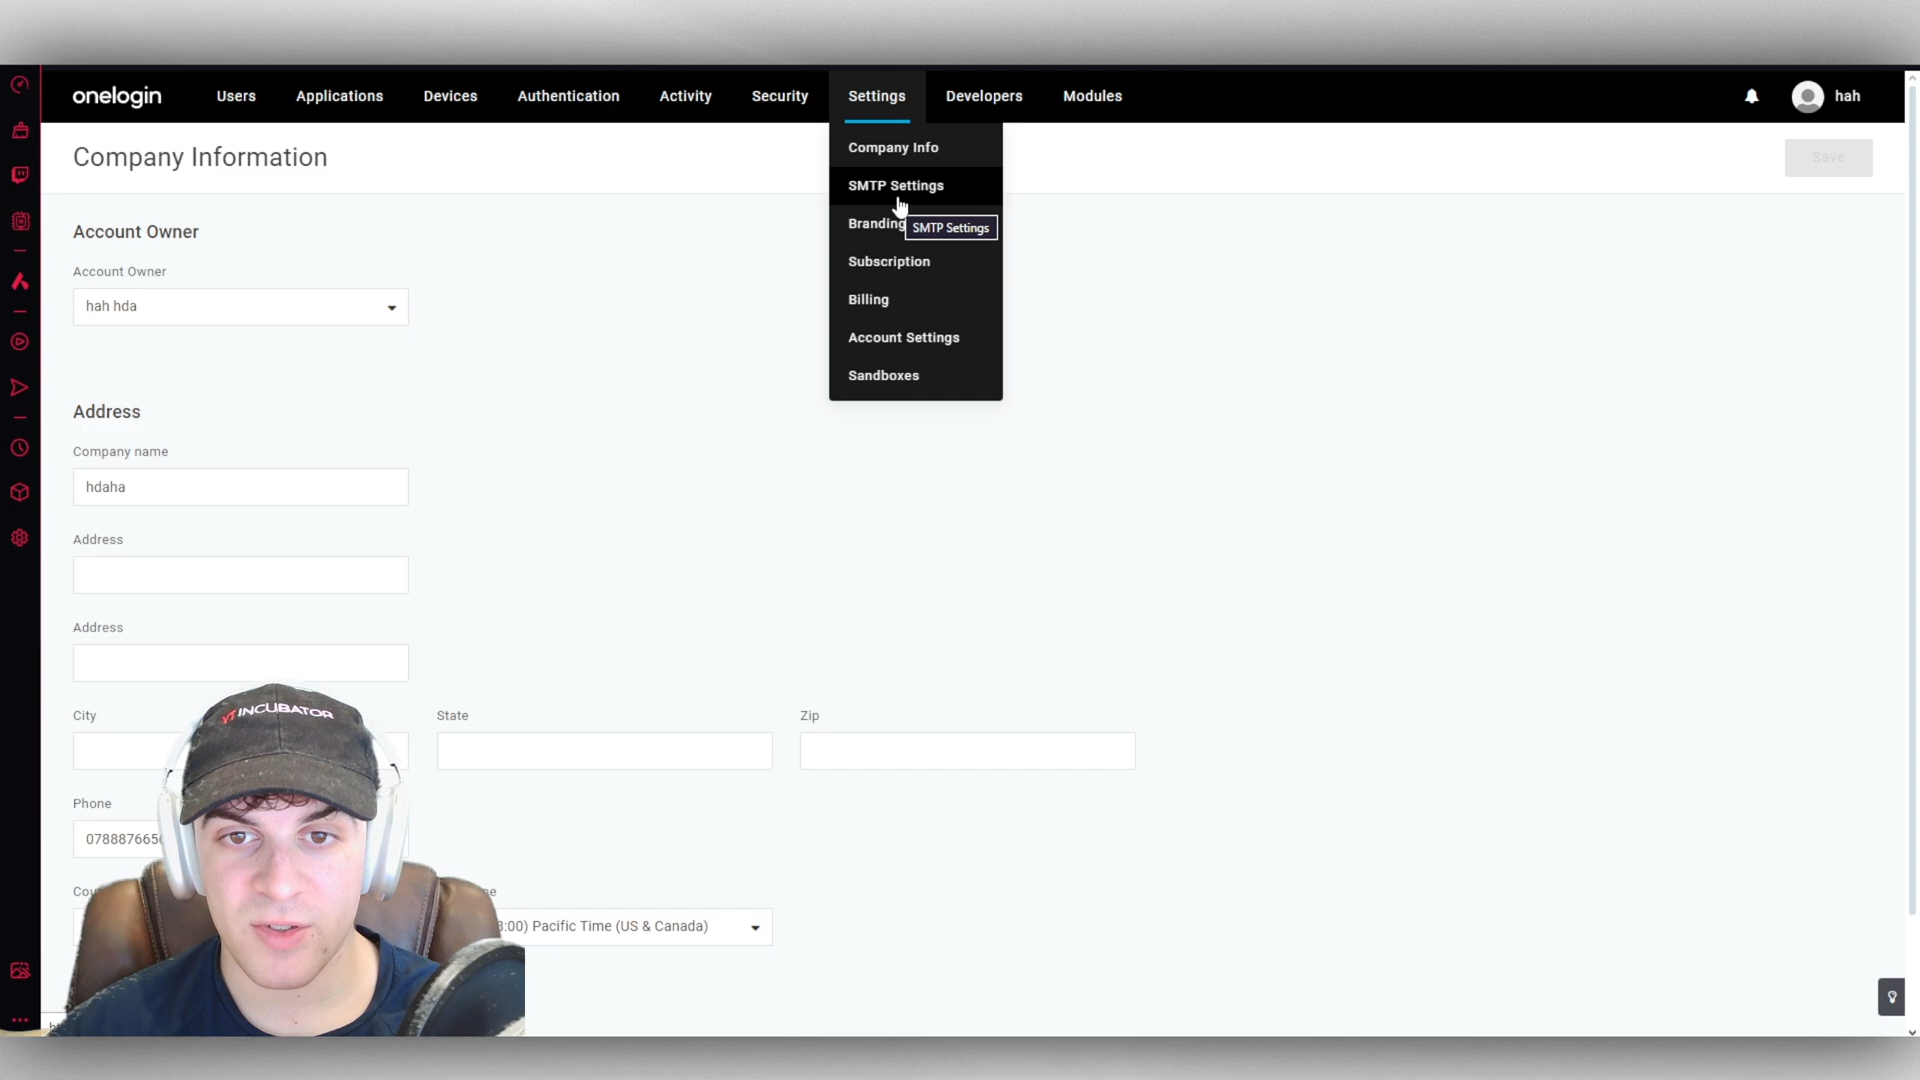 onelogin
Users
Applications
Devices
Authentication
Activity
Security
Settings
Developers
Modules
hah
Company Info
SMTP Settings
Branding
SMTP Settings
Subscription
Billing
Account Settings
Sandboxes
Company Information
Save
Account Owner
Account Owner
hah hda
Address
Company name
hdaha
Address
Address
City
State
Zip
YT INCUBATOR
Phone
:00) Pacific Time (US & Canada)